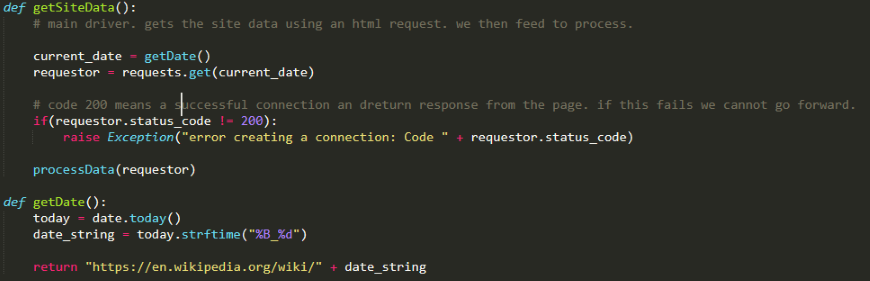 def getSiteData():
# main driver. gets the site data using an html request. we then feed to process.
current_date = getDate()
requestor = requests.get(current_date)
# code 200 means a successful connection an dreturn response from the page. if this fails we cannot go forward.
if(requestor.status_code != 200):
raise Exception("error creating a connection: Code " + requestor.status_code)
processData(requestor)
def getDate():
today = date.today()
date_string = today.strftime("%B_%d")
return "https://en.wikipedia.org/wiki/" + date_string